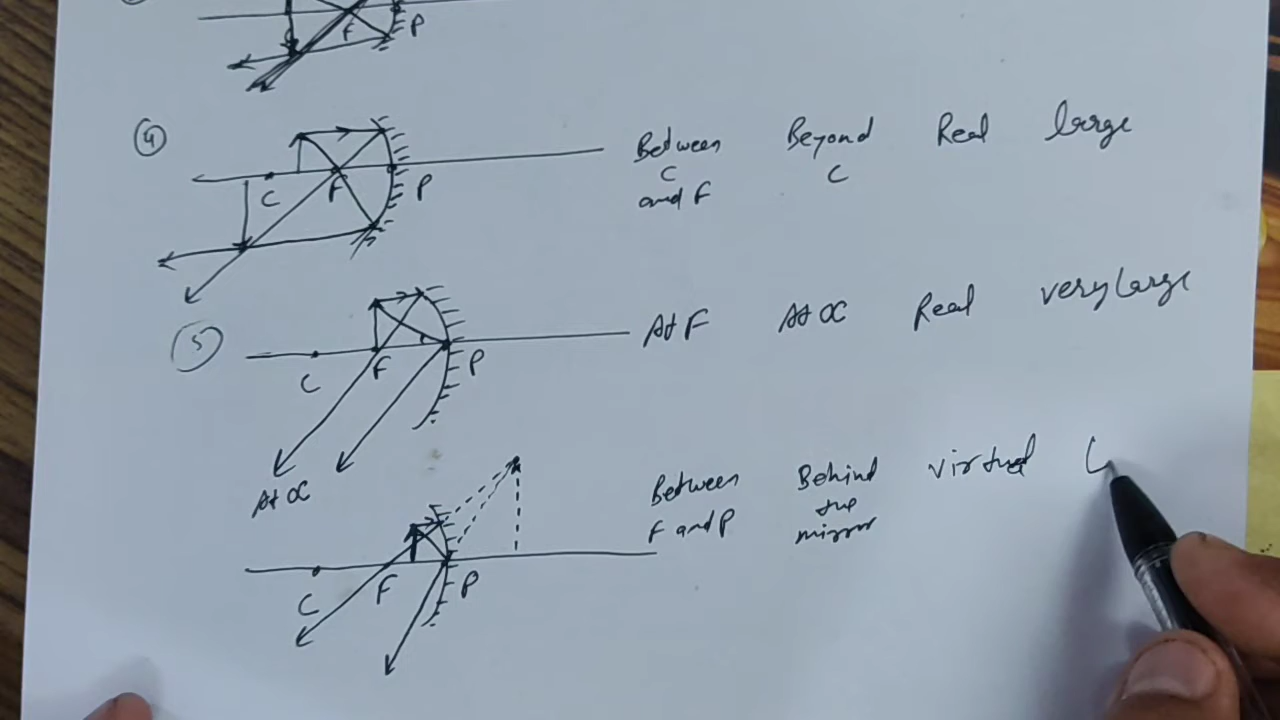 F P
4
C F P
Between Beyond Real large
C C
and F
5
C F P
At F At ∝ Real very large
At ∝
C F P
Between Behind virtual L
F and P the
mirror